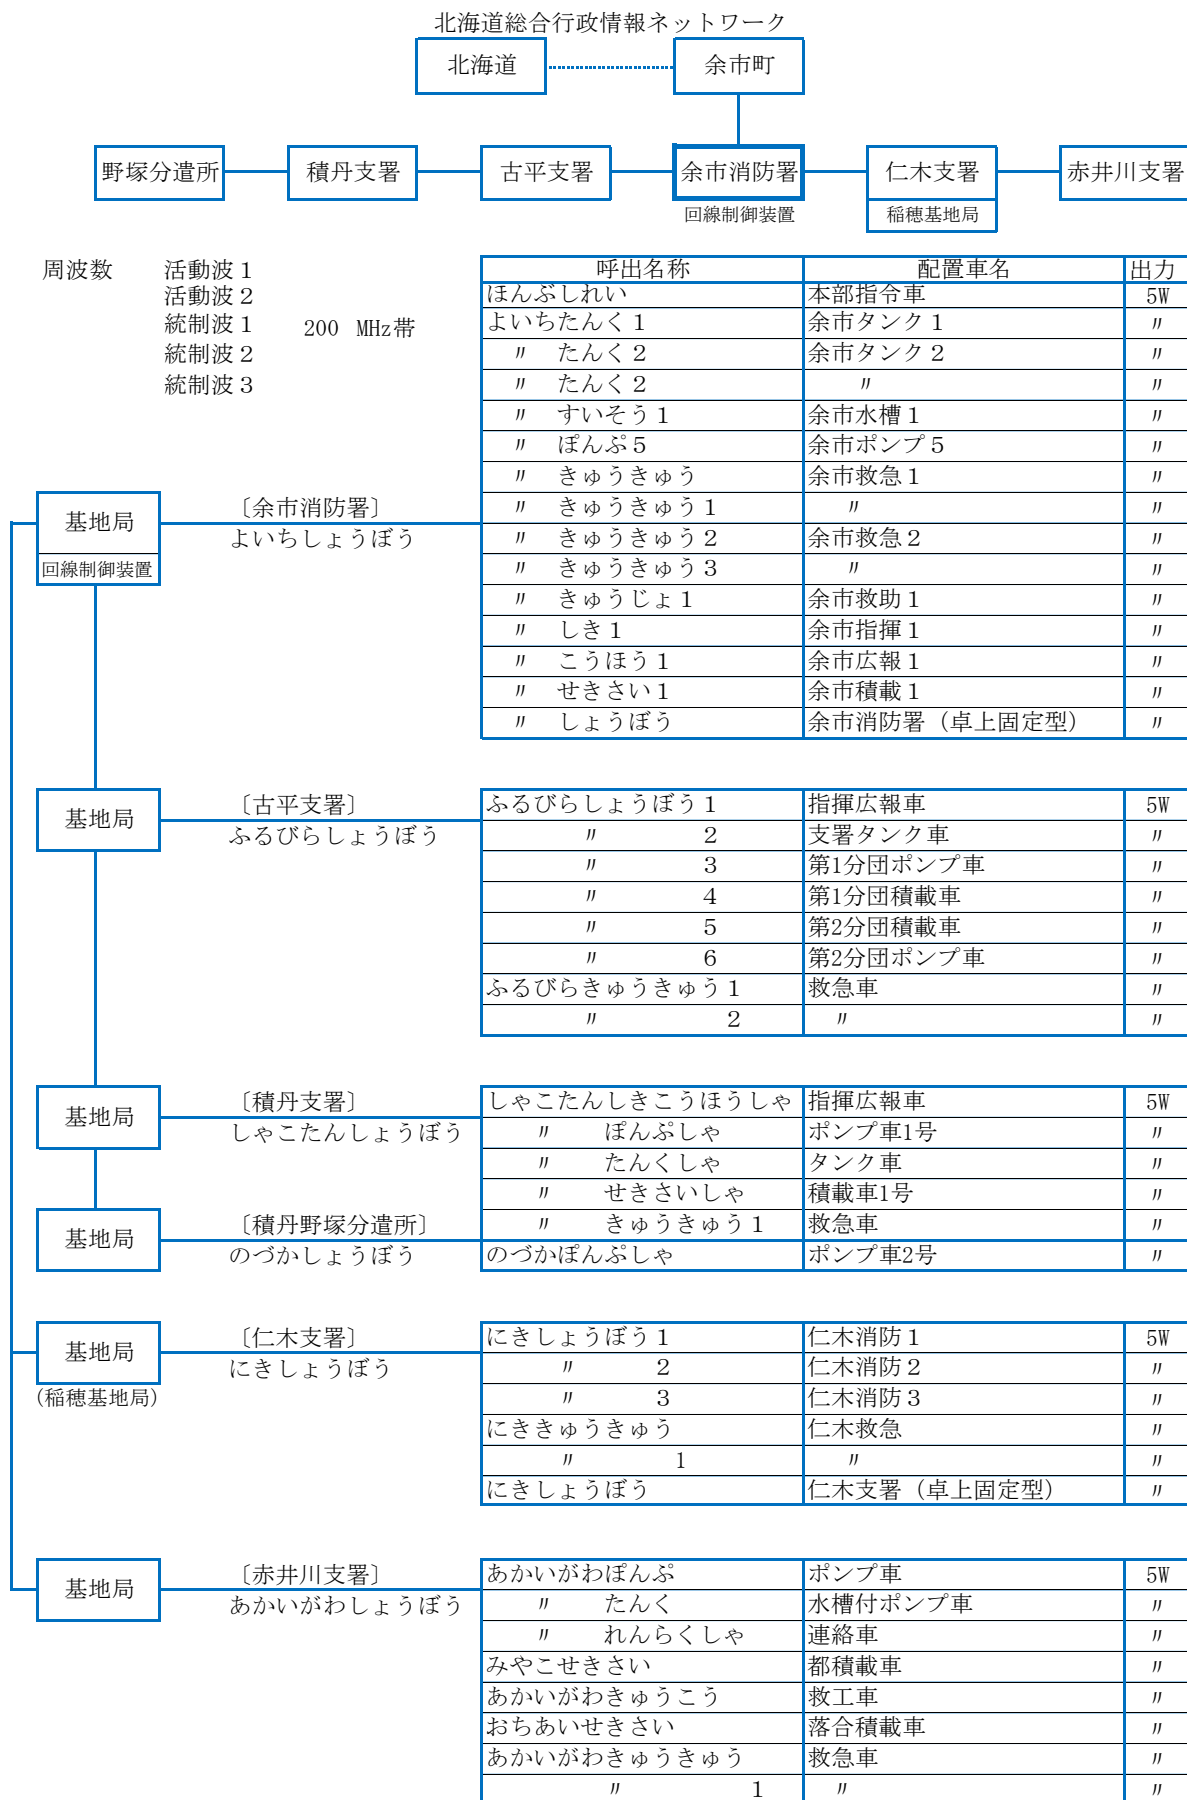 北海道総合行政情報ネットワーク
北海道 余市町
野塚分遣所 積丹支署 古平支署 余市消防署 仁木支署 赤井川支署
回線制御装置 稲穂基地局
周波数 活動波１
活動波２
統制波１ 200 MHz帯
統制波２
統制波３
呼出名称 配置車名 出力
ほんぶしれい 本部指令車 5W
よいちたんく１ 余市タンク１ 〃
〃 たんく２ 余市タンク２ 〃
〃 たんく２ 〃 〃
〃 すいそう１ 余市水槽１ 〃
〃 ぽんぷ５ 余市ポンプ５ 〃
〃 きゅうきゅう 余市救急１ 〃
〃 きゅうきゅう１ 〃 〃
〃 きゅうきゅう２ 余市救急２ 〃
〃 きゅうきゅう３ 〃 〃
〃 きゅうじょ１ 余市救助１ 〃
〃 しき１ 余市指揮１ 〃
〃 こうほう１ 余市広報１ 〃
〃 せきさい１ 余市積載１ 〃
〃 しょうぼう 余市消防署（卓上固定型） 〃
基地局 〔余市消防署〕
よいちしょうぼう
回線制御装置
基地局 〔古平支署〕
ふるびらしょうぼう
ふるびらしょうぼう１ 指揮広報車 5W
〃 2 支署タンク車 〃
〃 3 第1分団ポンプ車 〃
〃 4 第1分団積載車 〃
〃 5 第2分団積載車 〃
〃 6 第2分団ポンプ車 〃
ふるびらきゅうきゅう１ 救急車 〃
〃 2 〃 〃
基地局 〔積丹支署〕
しゃこたんしょうぼう
しゃこたんしきこうほうしゃ 指揮広報車 5W
〃 ぽんぷしゃ ポンプ車1号 〃
〃 たんくしゃ タンク車 〃
〃 せきさいしゃ 積載車1号 〃
〃 きゅうきゅう１ 救急車 〃
のづかぽんぷしゃ ポンプ車2号 〃
基地局 〔積丹野塚分遣所〕
のづかしょうぼう
基地局 〔仁木支署〕
にきしょうぼう
(稲穂基地局)
にきしょうぼう１ 仁木消防１ 5W
〃 2 仁木消防２ 〃
〃 3 仁木消防３ 〃
にききゅうきゅう 仁木救急 〃
〃 1 〃 〃
にきしょうぼう 仁木支署（卓上固定型） 〃
基地局 〔赤井川支署〕
あかいがわしょうぼう
あかいがわぽんぷ ポンプ車 5W
〃 たんく 水槽付ポンプ車 〃
〃 れんらくしゃ 連絡車 〃
みやこせきさい 都積載車 〃
あかいがわきゅうこう 救工車 〃
おちあいせきさい 落合積載車 〃
あかいがわきゅうきゅう 救急車 〃
〃 1 〃 〃